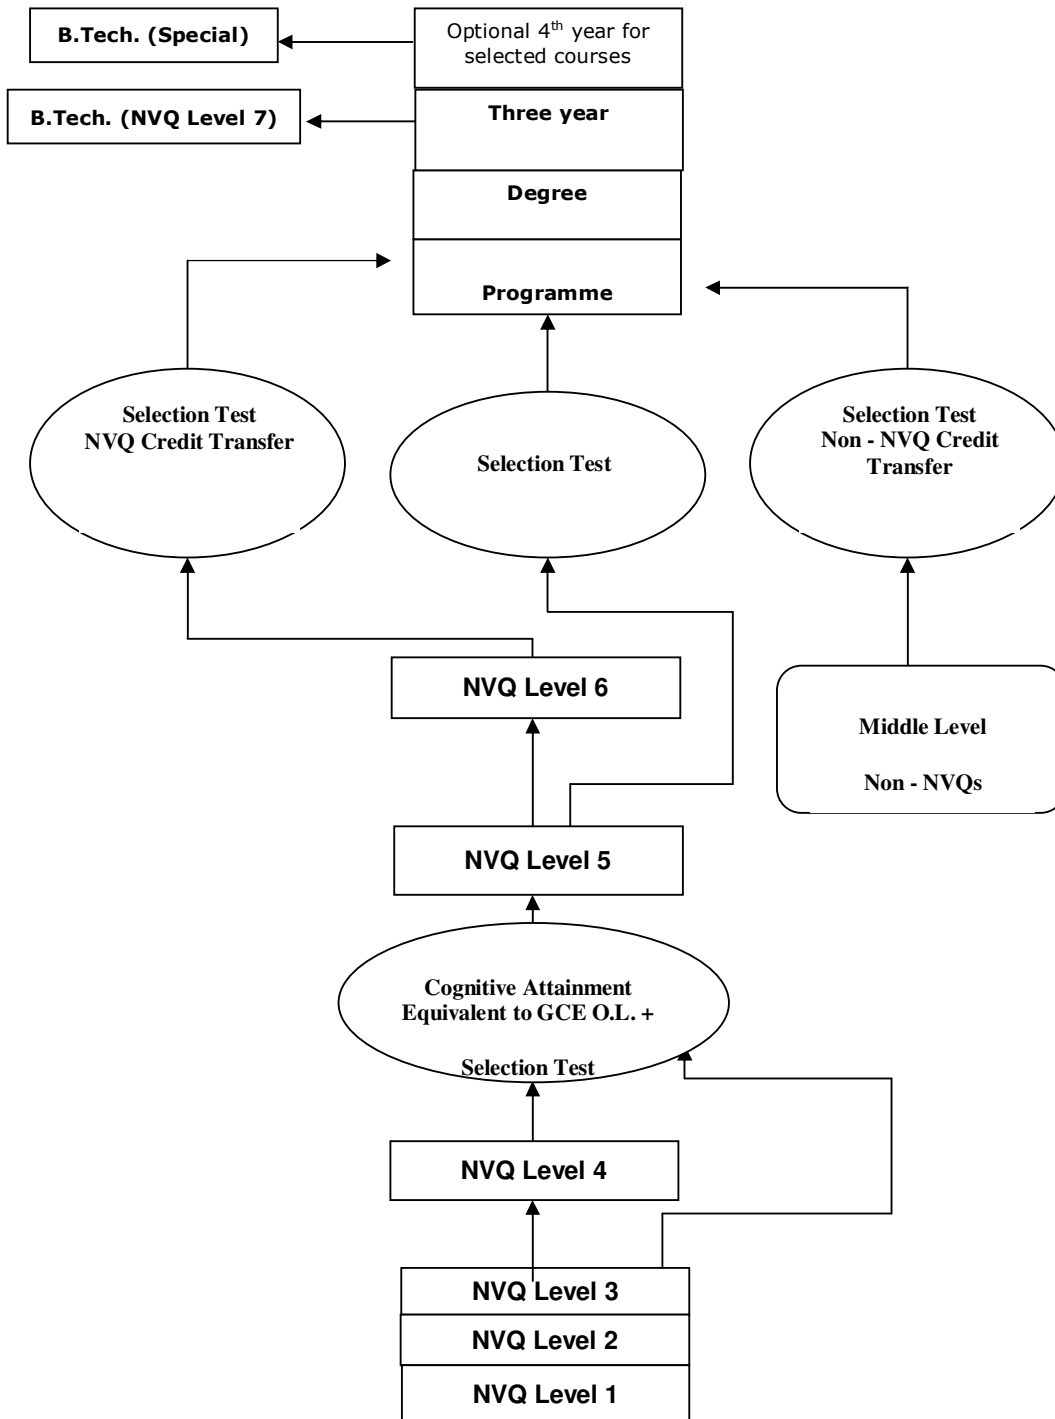 B.Tech. (Special)
Optional 4th year for
selected courses
B.Tech. (NVQ Level 7)
Three year
Degree
Programme
Selection Test
NVQ Credit Transfer
Selection Test
Selection Test
Non - NVQ Credit
Transfer
NVQ Level 6
Middle Level
Non - NVQs
NVQ Level 5
Cognitive Attainment
Equivalent to GCE O.L. +
Selection Test
NVQ Level 4
NVQ Level 3
NVQ Level 2
NVQ Level 1